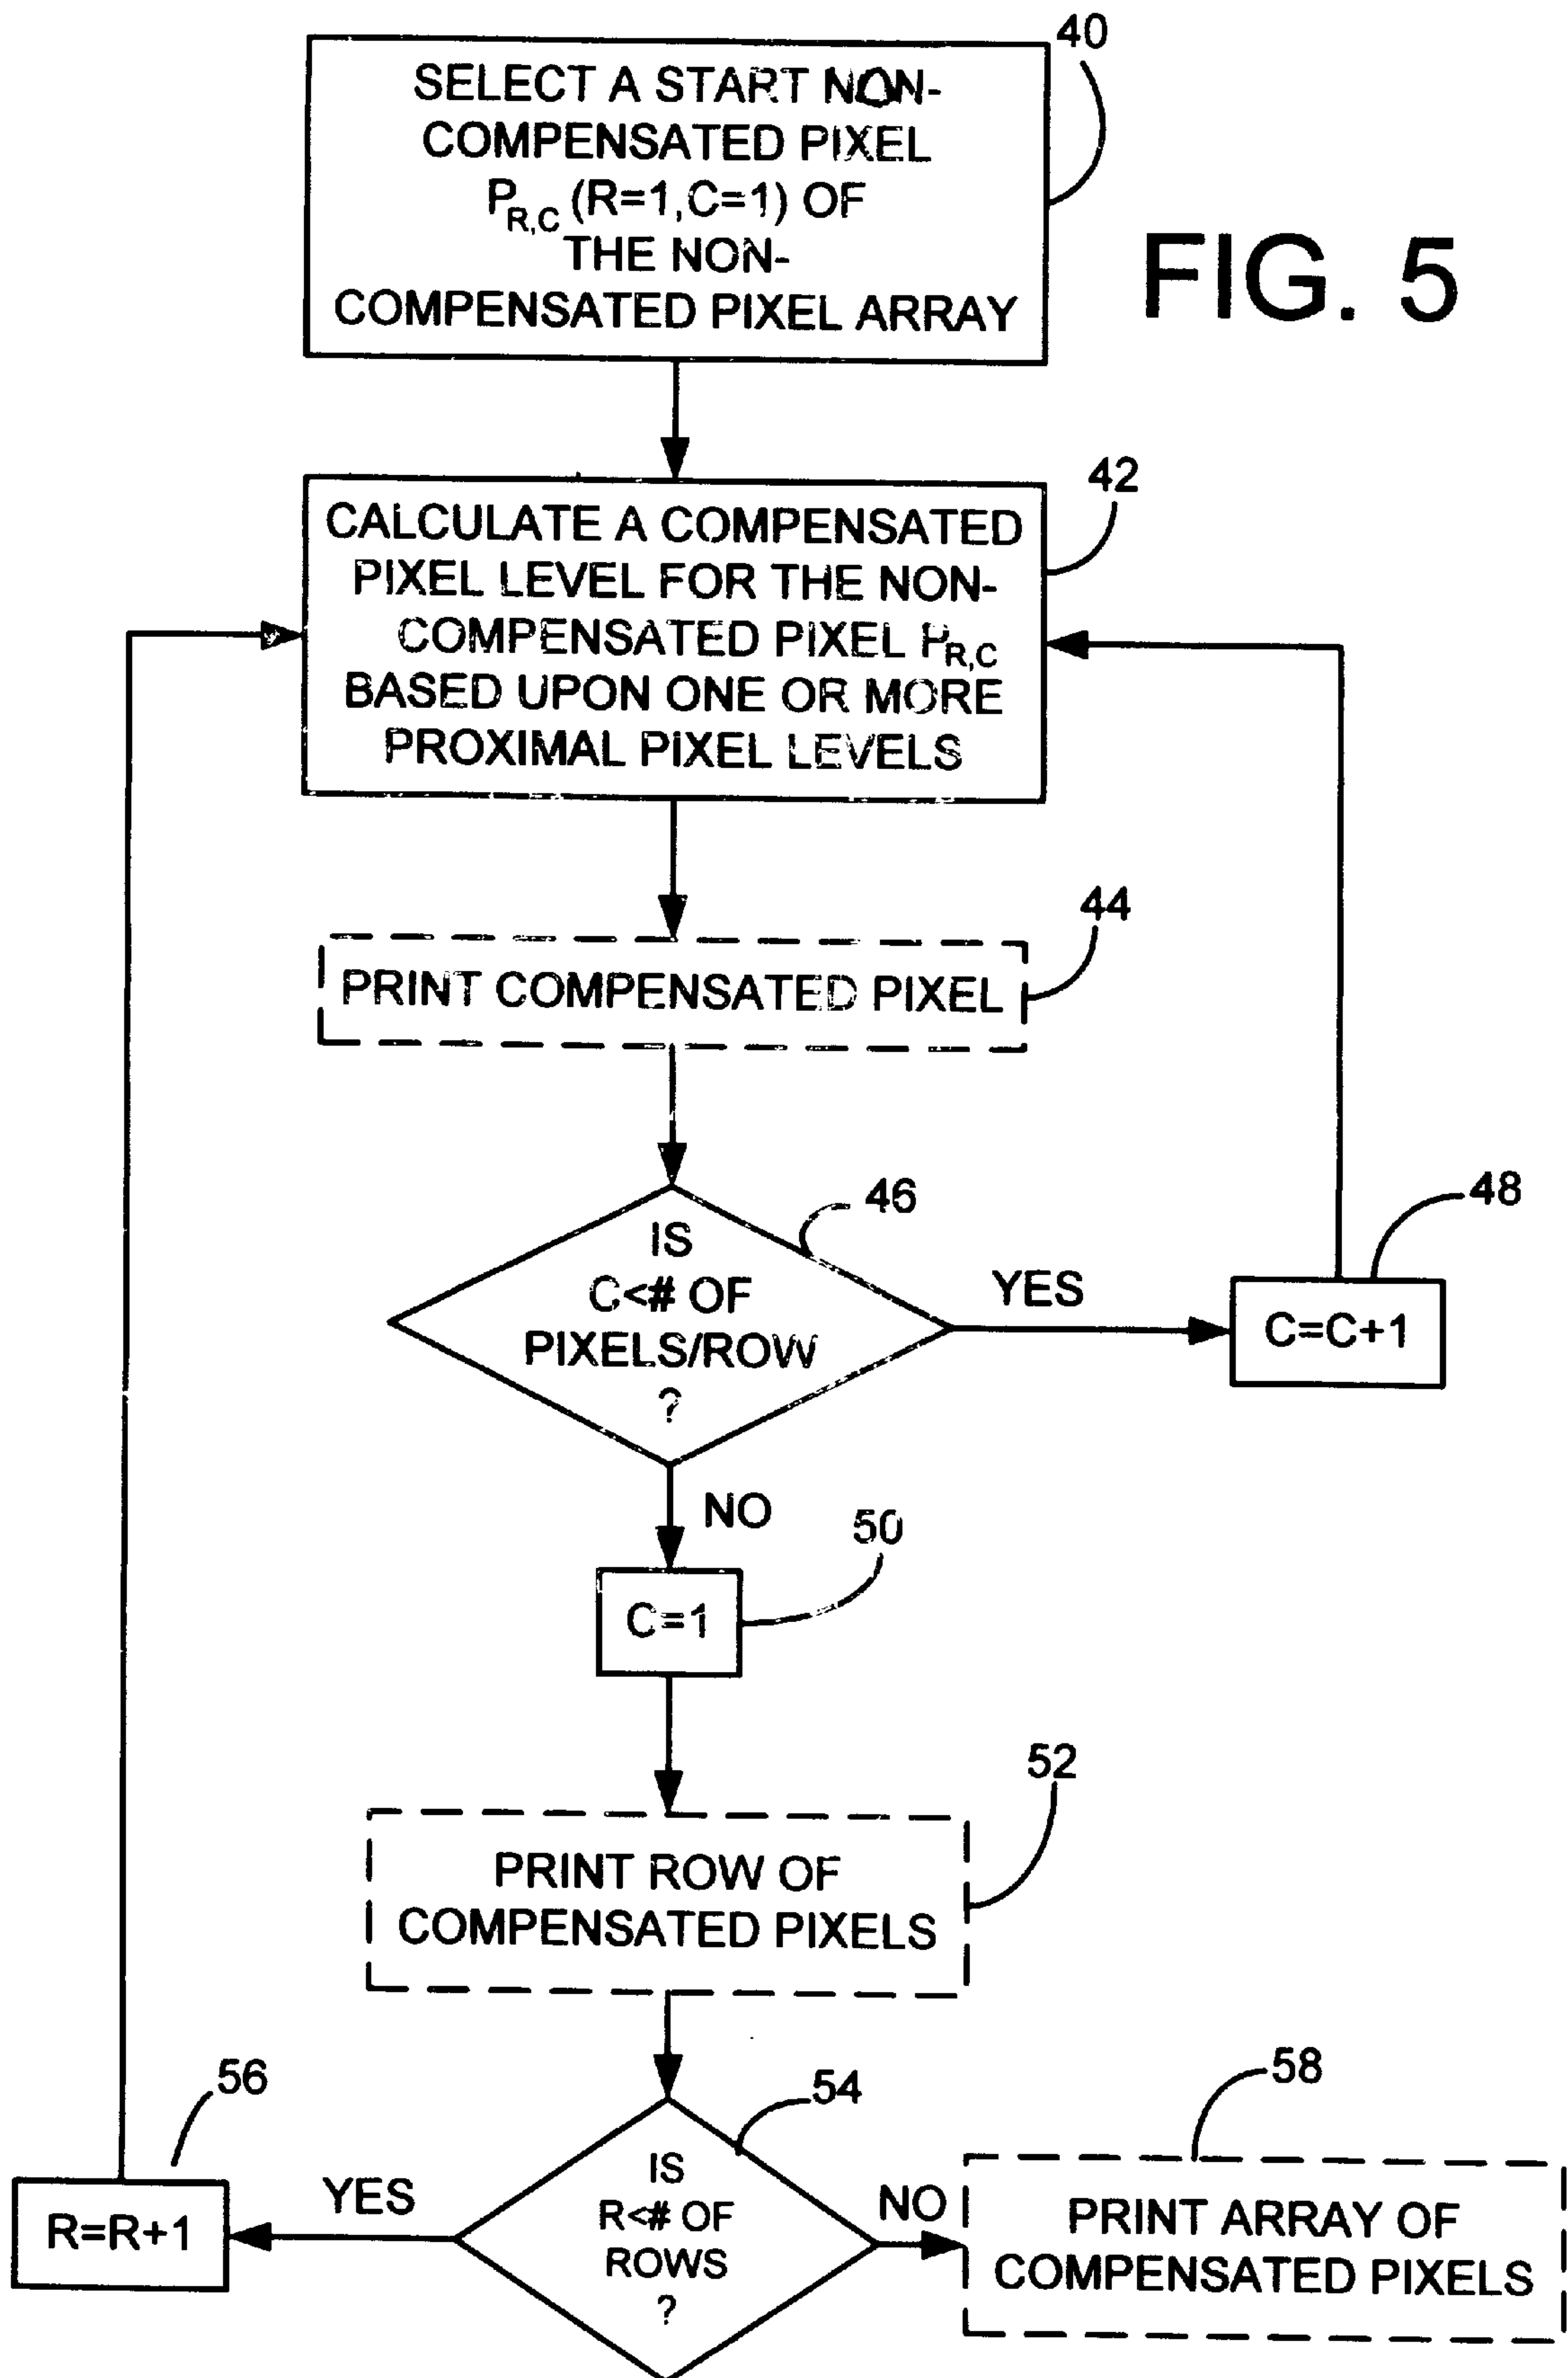 40
SELECT A START NON-
COMPENSATED PIXEL
P_R,C (R=1,C=1) OF
THE NON-
COMPENSATED PIXEL ARRAY
FIG. 5
42
CALCULATE A COMPENSATED
PIXEL LEVEL FOR THE NON-
COMPENSATED PIXEL P_R,C
BASED UPON ONE OR MORE
PROXIMAL PIXEL LEVELS
44
PRINT COMPENSATED PIXEL
46
IS
C<# OF
PIXELS/ROW
?
YES
48
C=C+1
NO
50
C=1
52
PRINT ROW OF
COMPENSATED PIXELS
54
IS
R<# OF
ROWS
?
YES
56
R=R+1
NO
58
PRINT ARRAY OF
COMPENSATED PIXELS